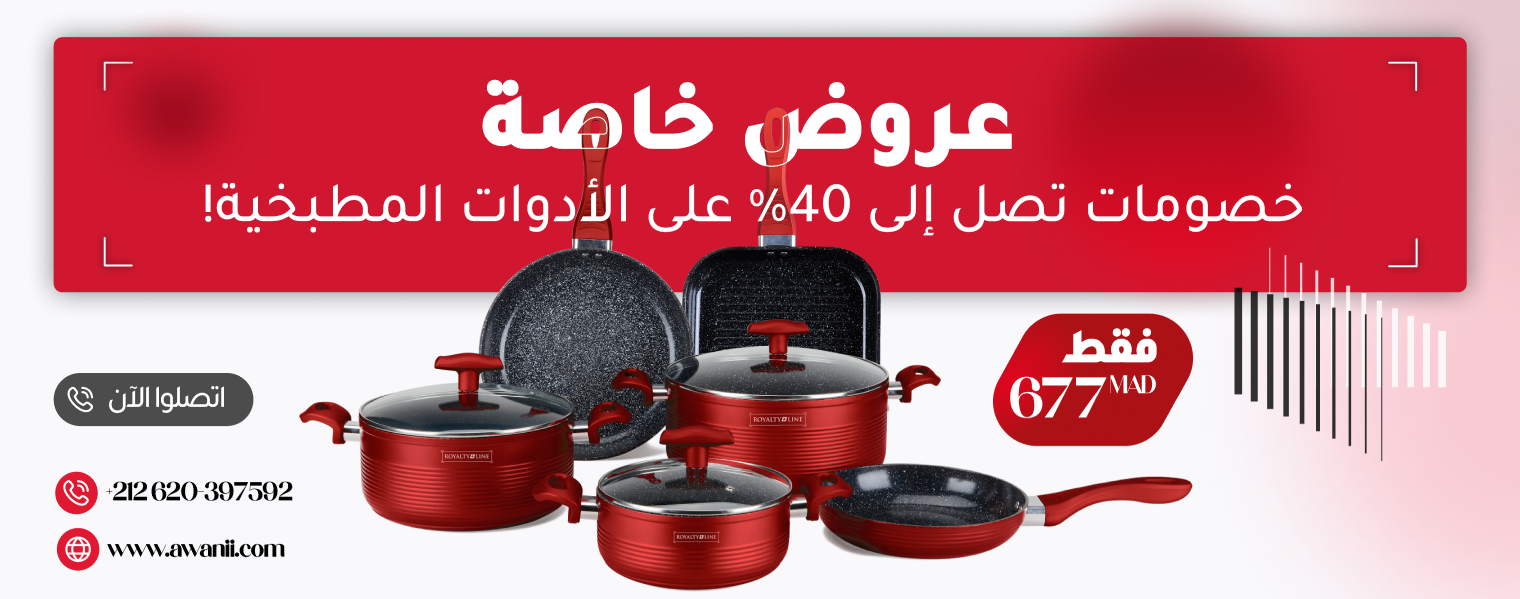 عروض خاصة
خصومات تصل إلى 40% على الأدوات المطبخية!
فقط
677 MAD
اتصلوا الآن
+212 620-397592
www.awanii.com
ROYALTY LINE
ROYALTY LINE
ROYALTY LINE